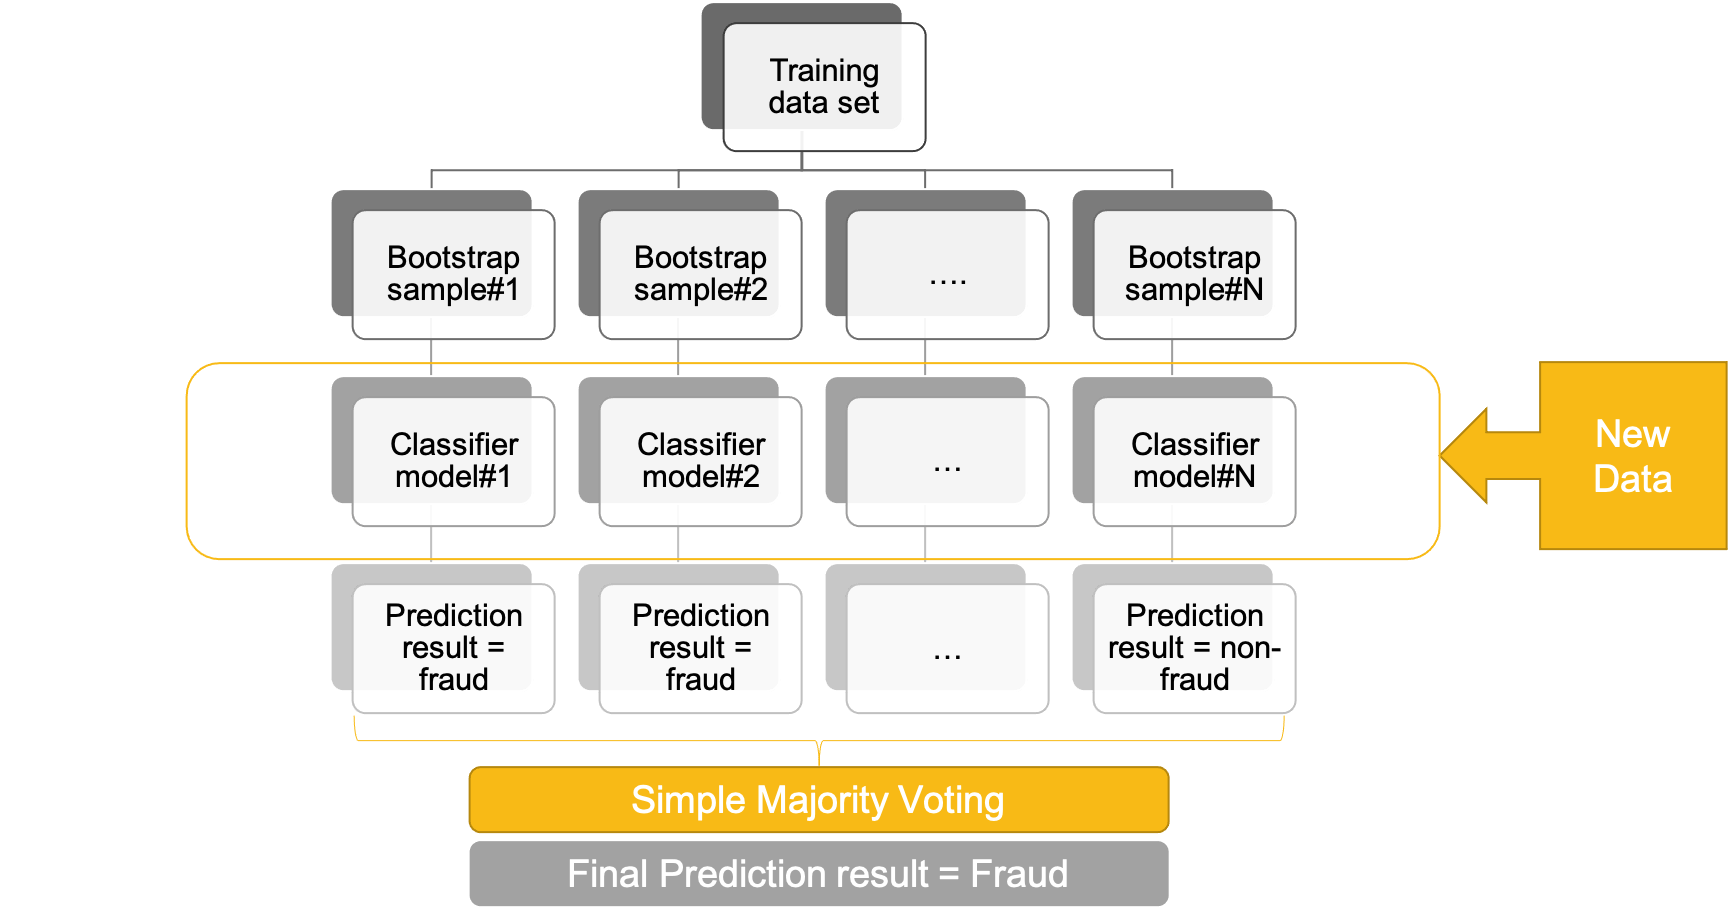 Training
data set
Bootstrap
sample#1
Bootstrap
sample#2
....
Bootstrap
sample#N
Classifier
model#1
Classifier
model#2
...
Classifier
model#N
New
Data
Prediction
result =
fraud
Prediction
result =
fraud
...
Prediction
result = non-
fraud
Simple Majority Voting
Final Prediction result = Fraud